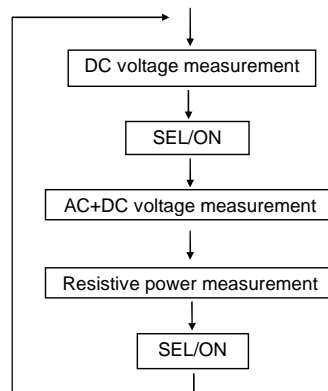 DC voltage measurement
SEL/ON
AC+DC voltage measurement
Resistive power measurement
SEL/ON